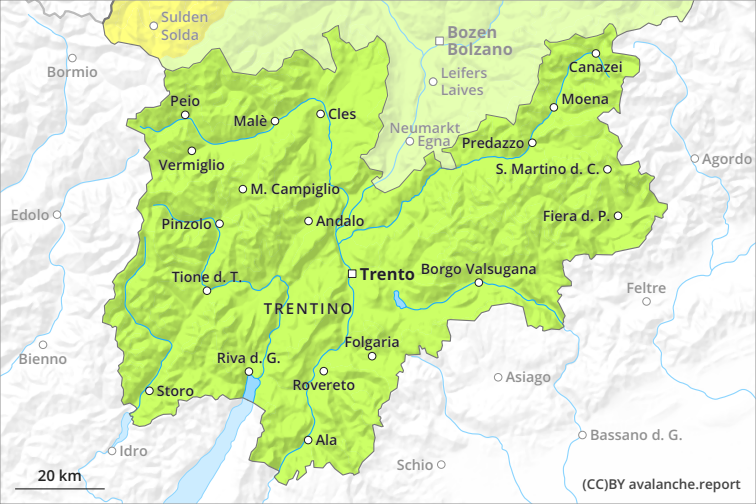 Sulden
Solda
Bozen
Bolzano
Bormio
Leifers
Laives
Canazei
Peio
Moena
Malè
Cles
Neumarkt
Egna
Predazzo
Vermiglio
Agordo
S. Martino d. C.
M. Campiglio
Edolo
Pinzolo
Andalo
Fiera d. P.
Trento
Borgo Valsugana
Tione d. T.
Feltre
TRENTINO
Folgaria
Bienno
Riva d. G.
Rovereto
Asiago
Storo
Ala
Bassano d. G.
Idro
Schio
20 km
(CC)BY avalanche.report